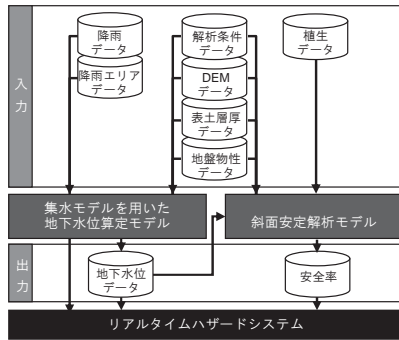 入
力
降雨
データ
降雨エリア
データ
解析条件
データ
DEM
データ
表土層厚
データ
地盤物性
データ
植生
データ
集水モデルを用いた
地下水位算定モデル
斜面安定解析モデル
出
力
地下水位
データ
安全率
リアルタイムハザードシステム